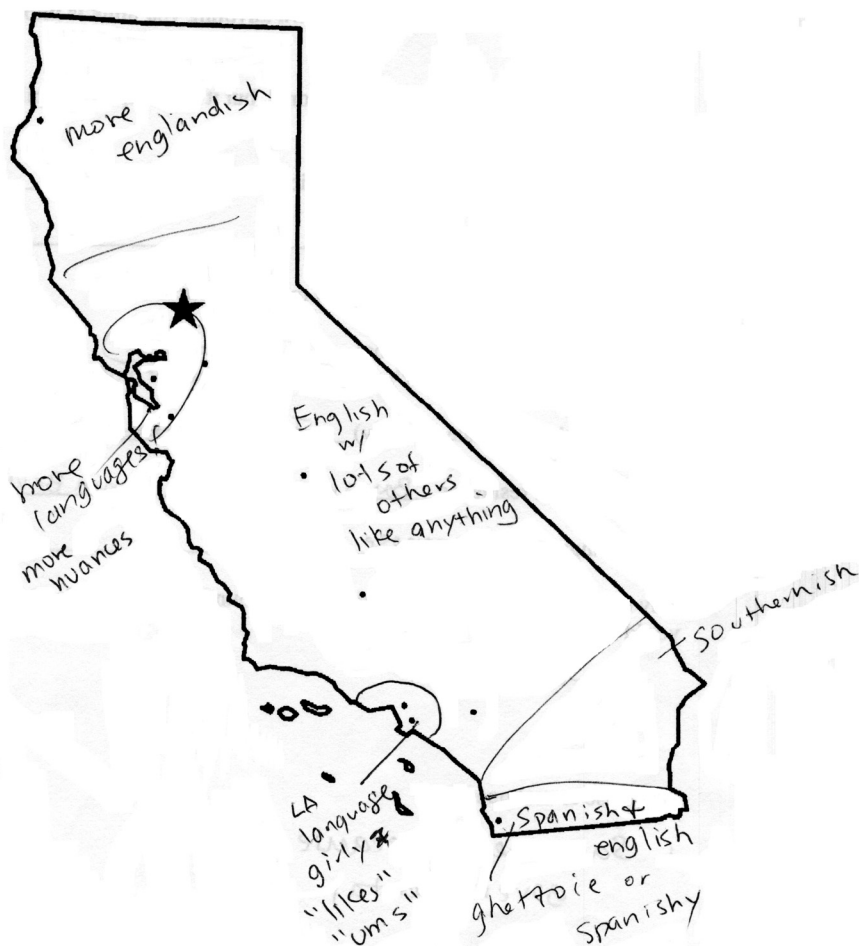 more
englandish
English
w/
lots of
others
like anything
more
languages &
more
nuances
southernish
LA
language
girly &
"likes"
"ums"
Spanish &
english
ghettoie or
Spanishy